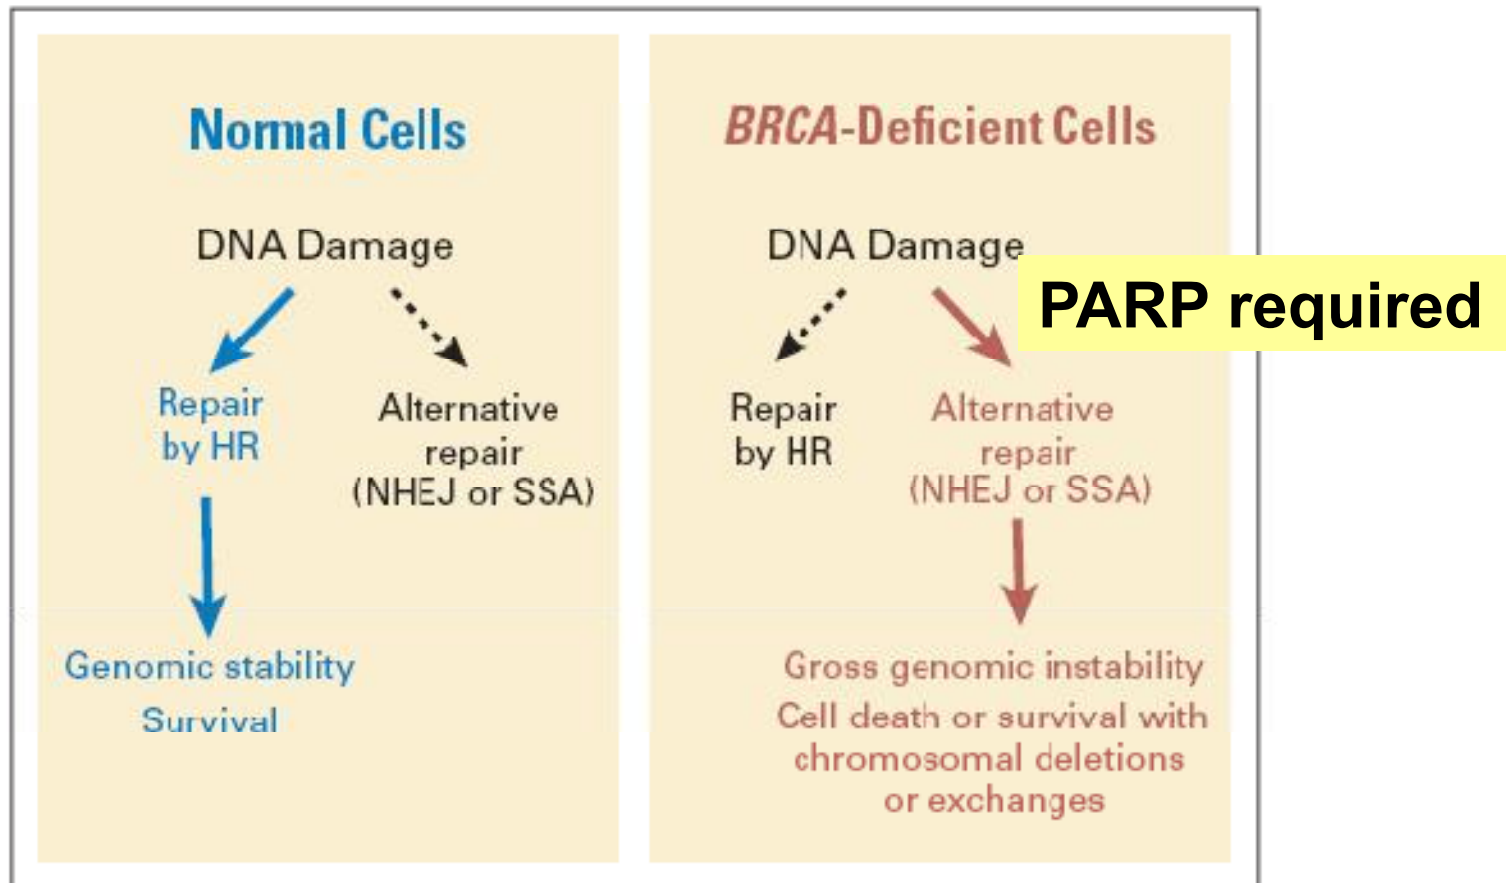 Normal Cells
DNA Damage
Repair
by HR
Alternative
repair
(NHEJ or SSA)
Genomic stability
Survival
BRCA-Deficient Cells
DNA Damage
PARP required
Repair
by HR
Alternative
repair
(NHEJ or SSA)
Gross genomic instability
Cell death or survival with
chromosomal deletions
or exchanges